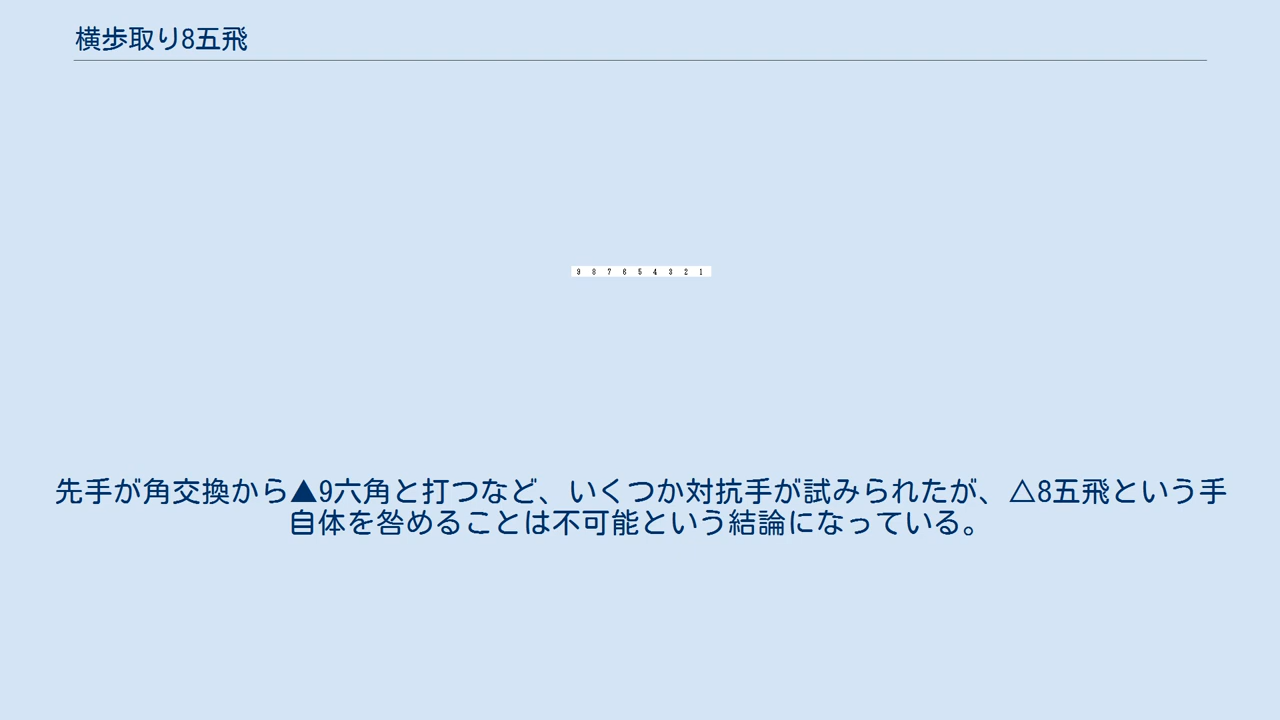 横歩取り8五飛
9 8 7 6 5 4 3 2 1
先手が角交換から▲9六角と打つなど、いくつか対抗手が試みられたが、△8五飛という手
自体を咎めることは不可能という結論になっている。